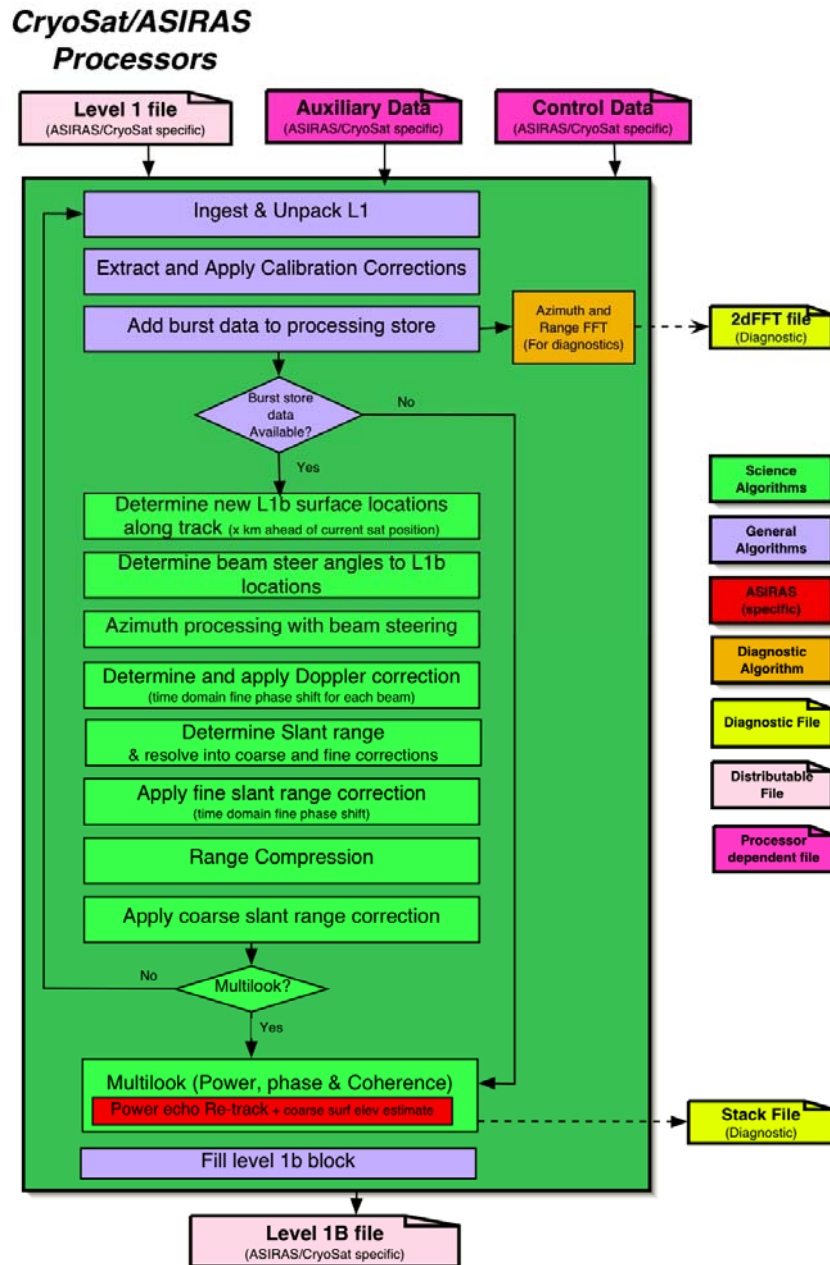 CryoSat/ASIRAS
Processors
Level 1 file
(ASIRAS/CryoSat specific)
Auxiliary Data
(ASIRAS/CryoSat specific)
Control Data
(ASIRAS/CryoSat specific)
Ingest & Unpack L1
Extract and Apply Calibration Corrections
Add burst data to processing store
Azimuth and
Range FFT
(For diagnostics)
2dFFT file
(Diagnostic)
Burst store
data
Available?
No
Yes
Determine new L1b surface locations
along track (x km ahead of current sat position)
Determine beam steer angles to L1b
locations
Azimuth processing with beam steering
Determine and apply Doppler correction
(time domain fine phase shift for each beam)
Determine Slant range
& resolve into coarse and fine corrections
Apply fine slant range correction
(time domain fine phase shift)
Range Compression
Apply coarse slant range correction
No
Multilook?
Yes
Multilook (Power, phase & Coherence)
Power echo Re-track + coarse surf elev estimate
Stack File
(Diagnostic)
Fill level 1b block
Level 1B file
(ASIRAS/CryoSat specific)
Science
Algorithms
General
Algorithms
ASIRAS
(specific)
Diagnostic
Algorithm
Diagnostic File
Distributable
File
Processor
dependent file